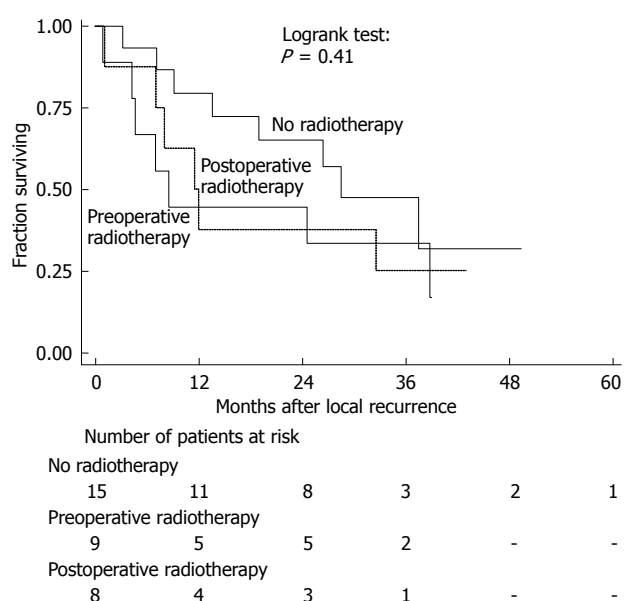 1.00
0.75
0.50
0.25
0.00
Fraction surviving
Logrank test:
P = 0.41
No radiotherapy
Postoperative
radiotherapy
Preoperative
radiotherapy
0 12 24 36 48 60
Months after local recurrence
Number of patients at risk
No radiotherapy
15 11 8 3 2 1
Preoperative radiotherapy
9 5 5 2 - -
Postoperative radiotherapy
8 4 3 1 - -